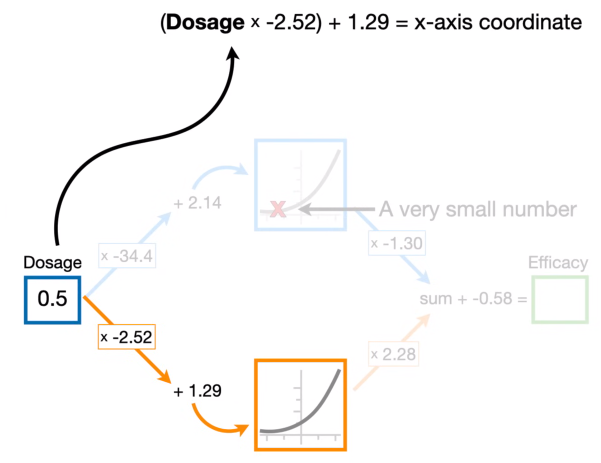 (Dosage x -2.52) + 1.29 = x-axis coordinate
+ 2.14
X
A very small number
x -34.4
x -1.30
Dosage
Efficacy
0.5
sum + -0.58 =
x -2.52
x 2.28
+ 1.29